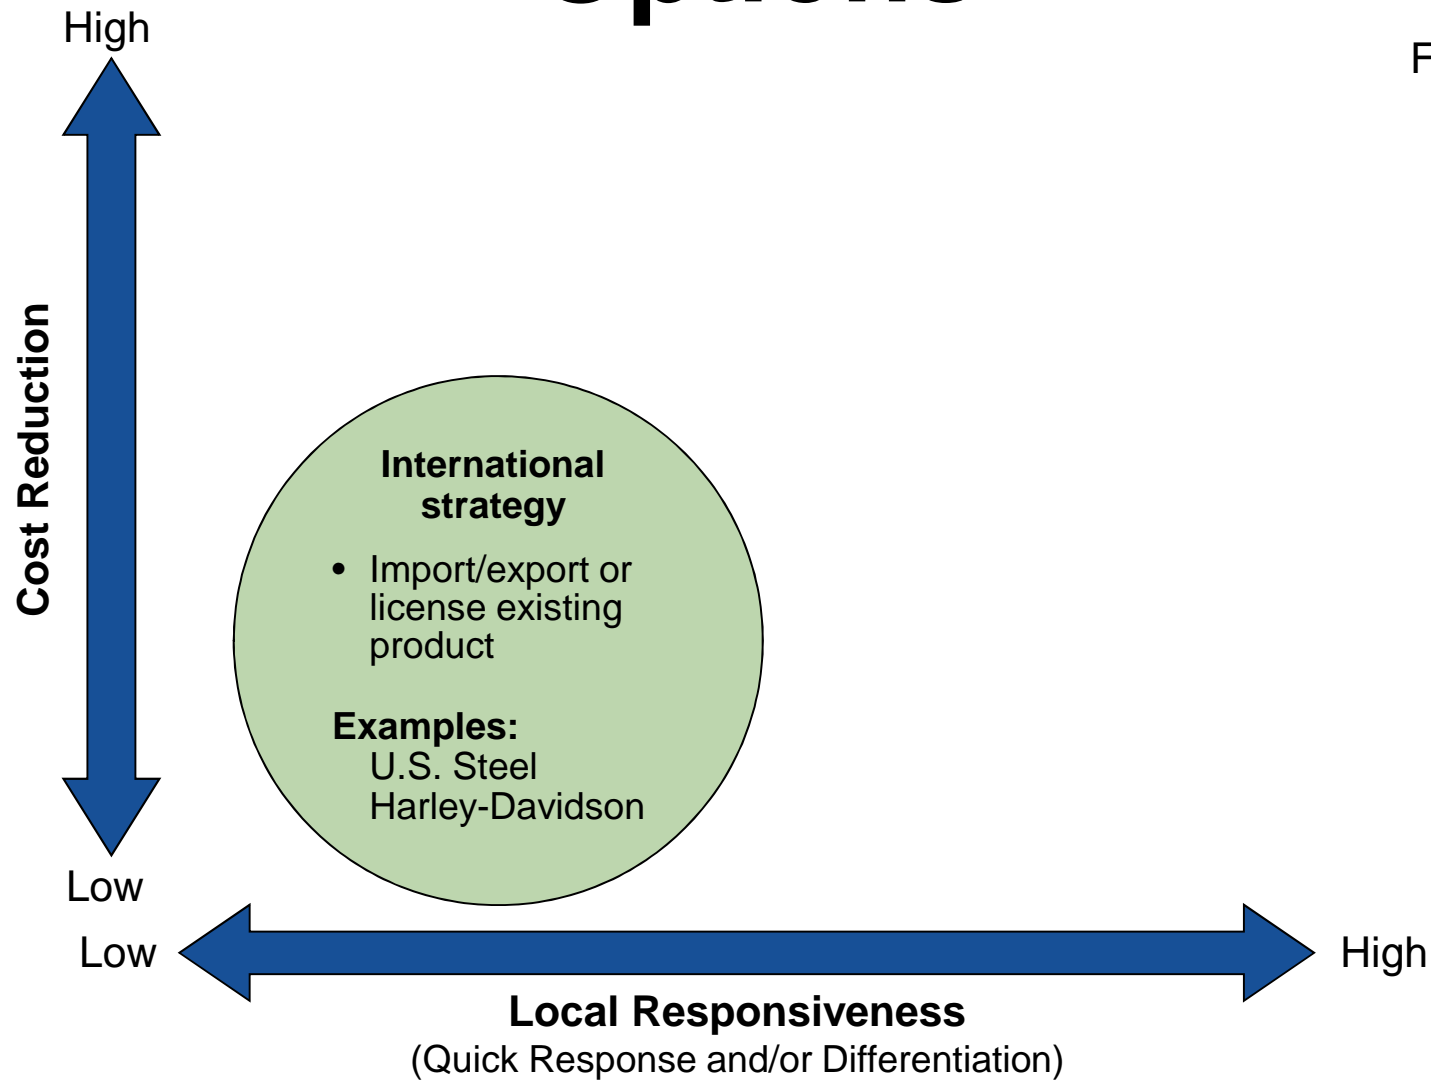 High
Cost Reduction
International
strategy
• Import/export or
license existing
product
Examples:
U.S. Steel
Harley-Davidson
Low
Low
High
Local Responsiveness
(Quick Response and/or Differentiation)